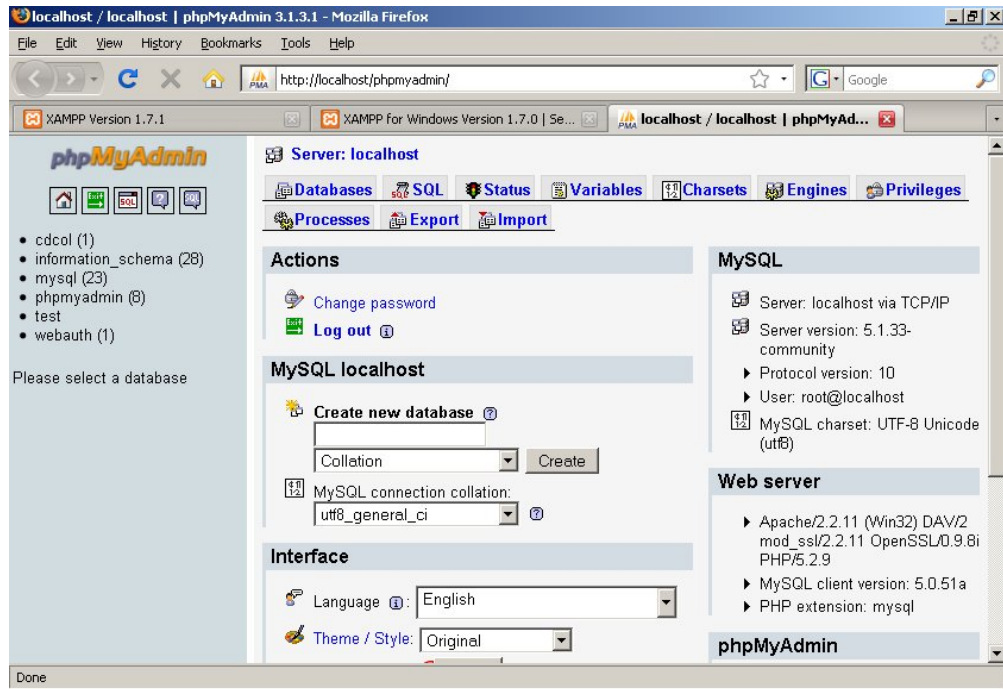 localhost / localhost | phpMyAdmin 3.1.3.1 - Mozilla Firefox
File Edit View History Bookmarks Tools Help
PMA http://localhost/phpmyadmin/ G Google
XAMPP Version 1.7.1 XAMPP for Windows Version 1.7.0 | Se... PMA localhost / localhost | phpMyAd...
phpMyAdmin
Exit SQL ? SQL
cdcol (1)
information_schema (28)
mysql (23)
phpmyadmin (8)
test
webauth (1)
Please select a database
Server: localhost
Databases SQL Status Variables Charsets Engines Privileges
Processes Export Import
Actions
Change password
Exit Log out
MySQL localhost
Create new database ?
Collation Create
MySQL connection collation:
utf8_general_ci ?
Interface
Language : English
Theme / Style: Original
MySQL
Server: localhost via TCP/IP
Server version: 5.1.33-
community
Protocol version: 10
User: root@localhost
MySQL charset: UTF-8 Unicode
(utf8)
Web server
Apache/2.2.11 (Win32) DAV/2
mod_ssl/2.2.11 OpenSSL/0.9.8i
PHP/5.2.9
MySQL client version: 5.0.51a
PHP extension: mysql
phpMyAdmin
Done